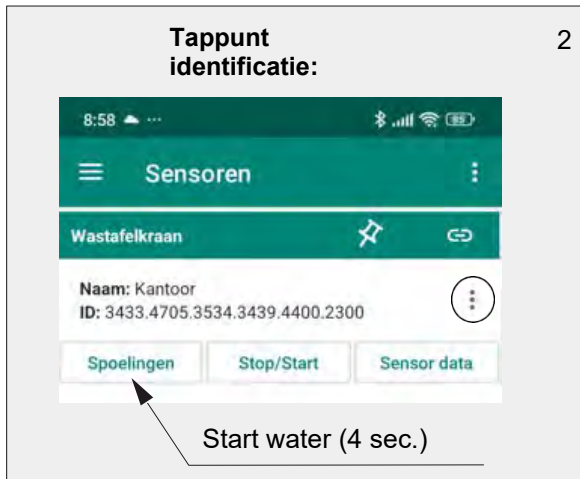 Tappunt
identificatie:
2
8:58 ...
85
Sensoren
Wastafelkraan
Naam: Kantoor
ID: 3433.4705.3534.3439.4400.2300
Spoelingen Stop/Start Sensor data
Start water (4 sec.)